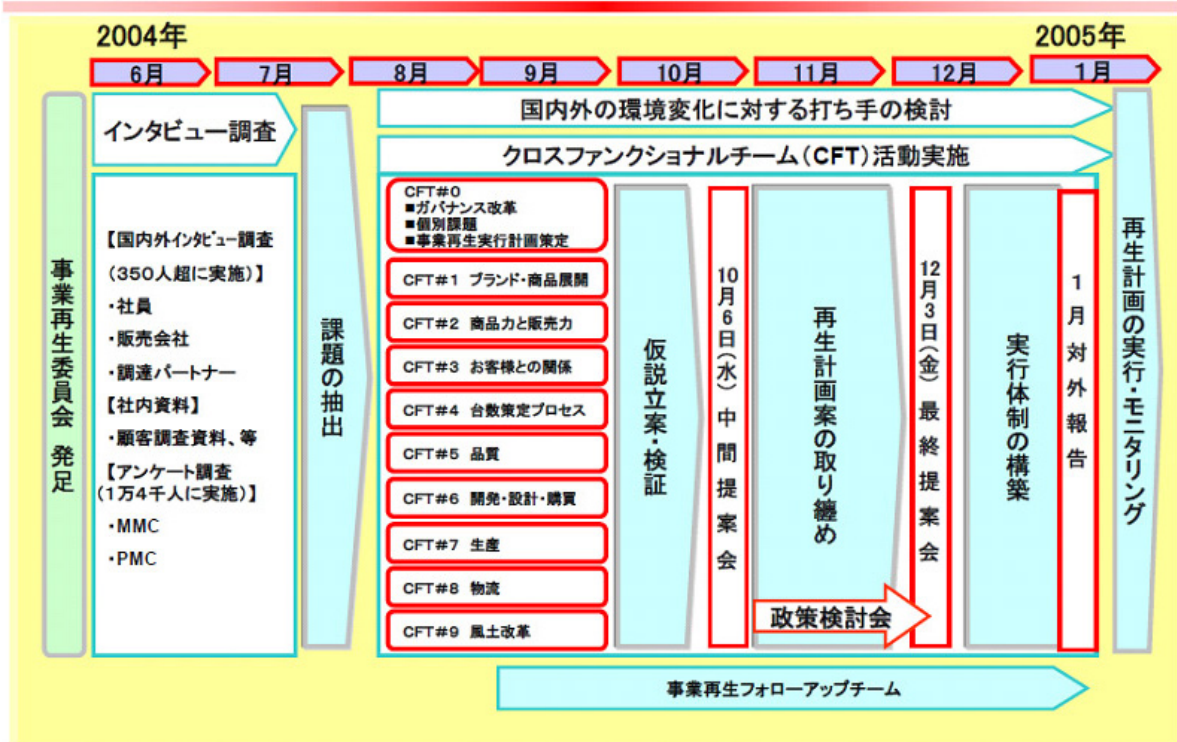 2004年
2005年
6月
7月
8月
9月
10月
11月
12月
1月
事業再生委員会 発足
インタビュー調査
【国内外インタビュー調査
(350人超に実施)】
・社員
・販売会社
・調達パートナー
【社内資料】
・顧客調査資料、等
【アンケート調査
(1万4千人に実施)】
・MMC
・PMC
課題の抽出
国内外の環境変化に対する打ち手の検討
クロスファンクショナルチーム(CFT)活動実施
CFT#0
■ガバナンス改革
■個別課題
■事業再生実行計画策定
CFT#1 ブランド・商品展開
CFT#2 商品力と販売力
CFT#3 お客様との関係
CFT#4 台数策定プロセス
CFT#5 品質
CFT#6 開発・設計・購買
CFT#7 生産
CFT#8 物流
CFT#9 風土改革
仮説立案・検証
10月6日(水)中間提案会
再生計画案の取り纏め
政策検討会
12月3日(金)最終提案会
実行体制の構築
1月対外報告
再生計画の実行・モニタリング
事業再生フォローアップチーム